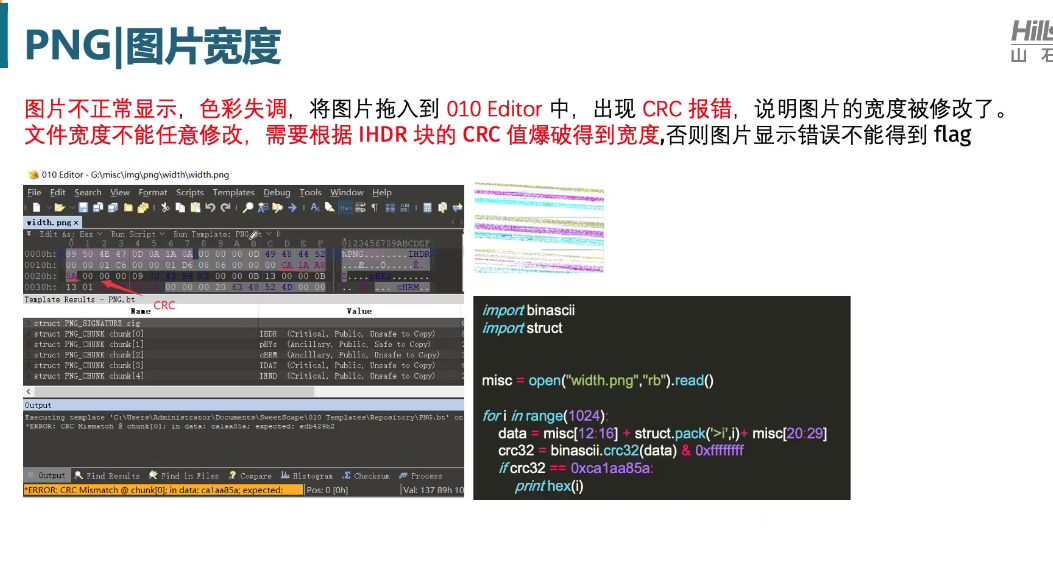 PNG|图片宽度
Hills
山 石
图片不正常显示，色彩失调，将图片拖入到 010 Editor 中，出现 CRC 报错，说明图片的宽度被修改了。
文件宽度不能任意修改，需要根据 IHDR 块的 CRC 值爆破得到宽度,否则图片显示错误不能得到 flag
010 Editor - G:\misc\img\png\width\width.png
File Edit Search View Format Scripts Templates Debug Tools Window Help
width.png ×
Edit As: Hex Run Script Run Template: PNG.bt
0 1 2 3 4 5 6 7 8 9 A B C D E F 0123456789ABCDEF
0000h: 89 50 4E 47 0D 0A 1A 0A 00 00 00 0D 49 48 44 52 ‰PNG........IHDR
0010h: 00 00 01 C6 00 00 01 D6 08 06 00 00 00 CA 1A A8
0020h: 5A 00 00 00 09 70 48 59 73 00 00 0B 13 00 00 0B
13 01 00 00 00 20 63 48 52 4D 00 00
CRC
Template Results - PNG.bt
Name Value
struct PNG_SIGNATURE sig
struct PNG_CHUNK chunk[0] IHDR (Critical, Public, Unsafe to Copy)
struct PNG_CHUNK chunk[1] pHYs (Ancillary, Public, Safe to Copy)
struct PNG_CHUNK chunk[2] cHRM (Ancillary, Public, Unsafe to Copy)
struct PNG_CHUNK chunk[3] IDAT (Critical, Public, Unsafe to Copy)
struct PNG_CHUNK chunk[4] IEND (Critical, Public, Unsafe to Copy)
Output
Executing template 'C:\Users\Administrator\Documents\SweetScape\010 Templates\Repository\PNG.bt' on
*ERROR: CRC Mismatch @ chunk[0]; in data: ca1aa85a; expected: edb429b2
Output Find Results Find in Files Compare Histogram Checksum Process
*ERROR: CRC Mismatch @ chunk[0]; in data: ca1aa85a; expected: Pos: 0 [0h] Val: 137 89h 10
import binascii
import struct
misc = open("width.png","rb").read()
for i in range(1024):
data = misc[12:16] + struct.pack('>i',i)+ misc[20:29]
crc32 = binascii.crc32(data) & 0xffffffff
if crc32 == 0xca1aa85a:
print hex(i)